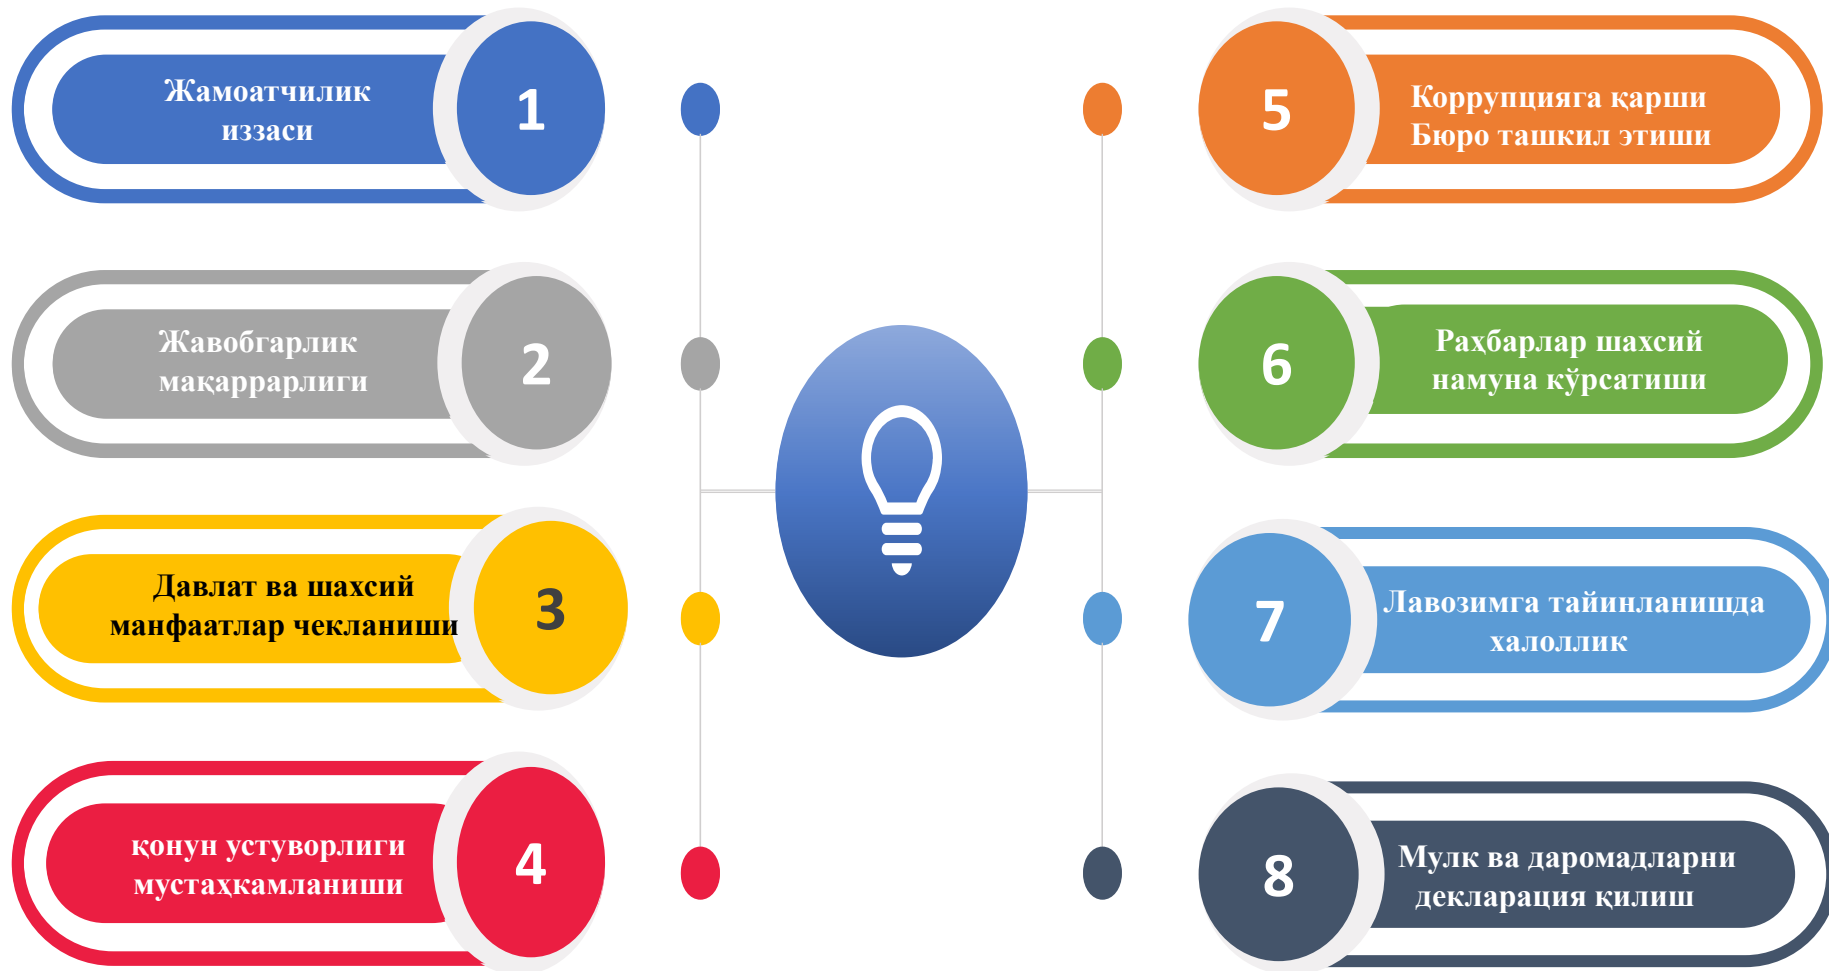 Жамоатчилик
иззаси
1
Жавобгарлик
мақаррарлиги
2
Давлат ва шахсий
манфаатлар чекланиши
3
қонун устуворлиги
мустаҳкамланиши
4
5
Коррупцияга қарши
Бюро ташкил этиши
6
Раҳбарлар шахсий
намуна кўрсатиши
7
Лавозимга тайинланишда
халоллик
8
Мулк ва даромадларни
декларация қилиш